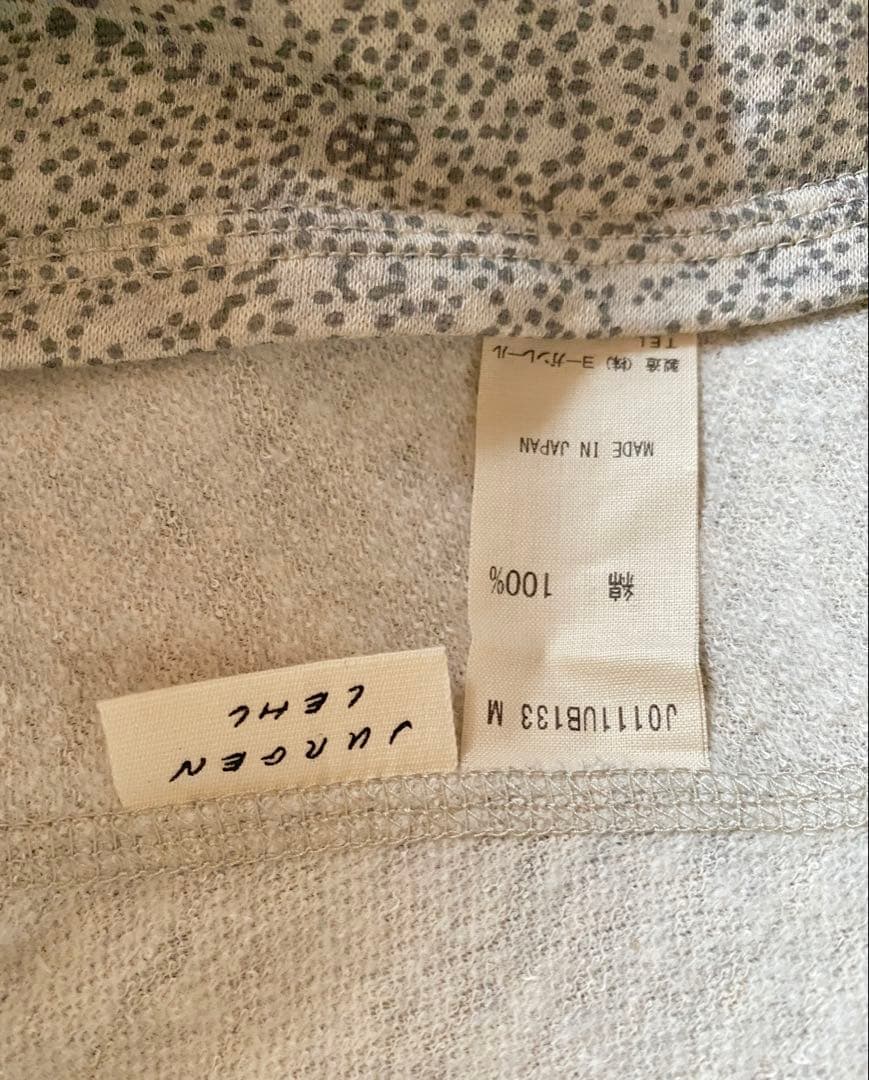 JURGEN
LEHL
J0111UB133 M
綿 100%
MADE IN JAPAN
製造 (株) ヨーガンレール
TEL